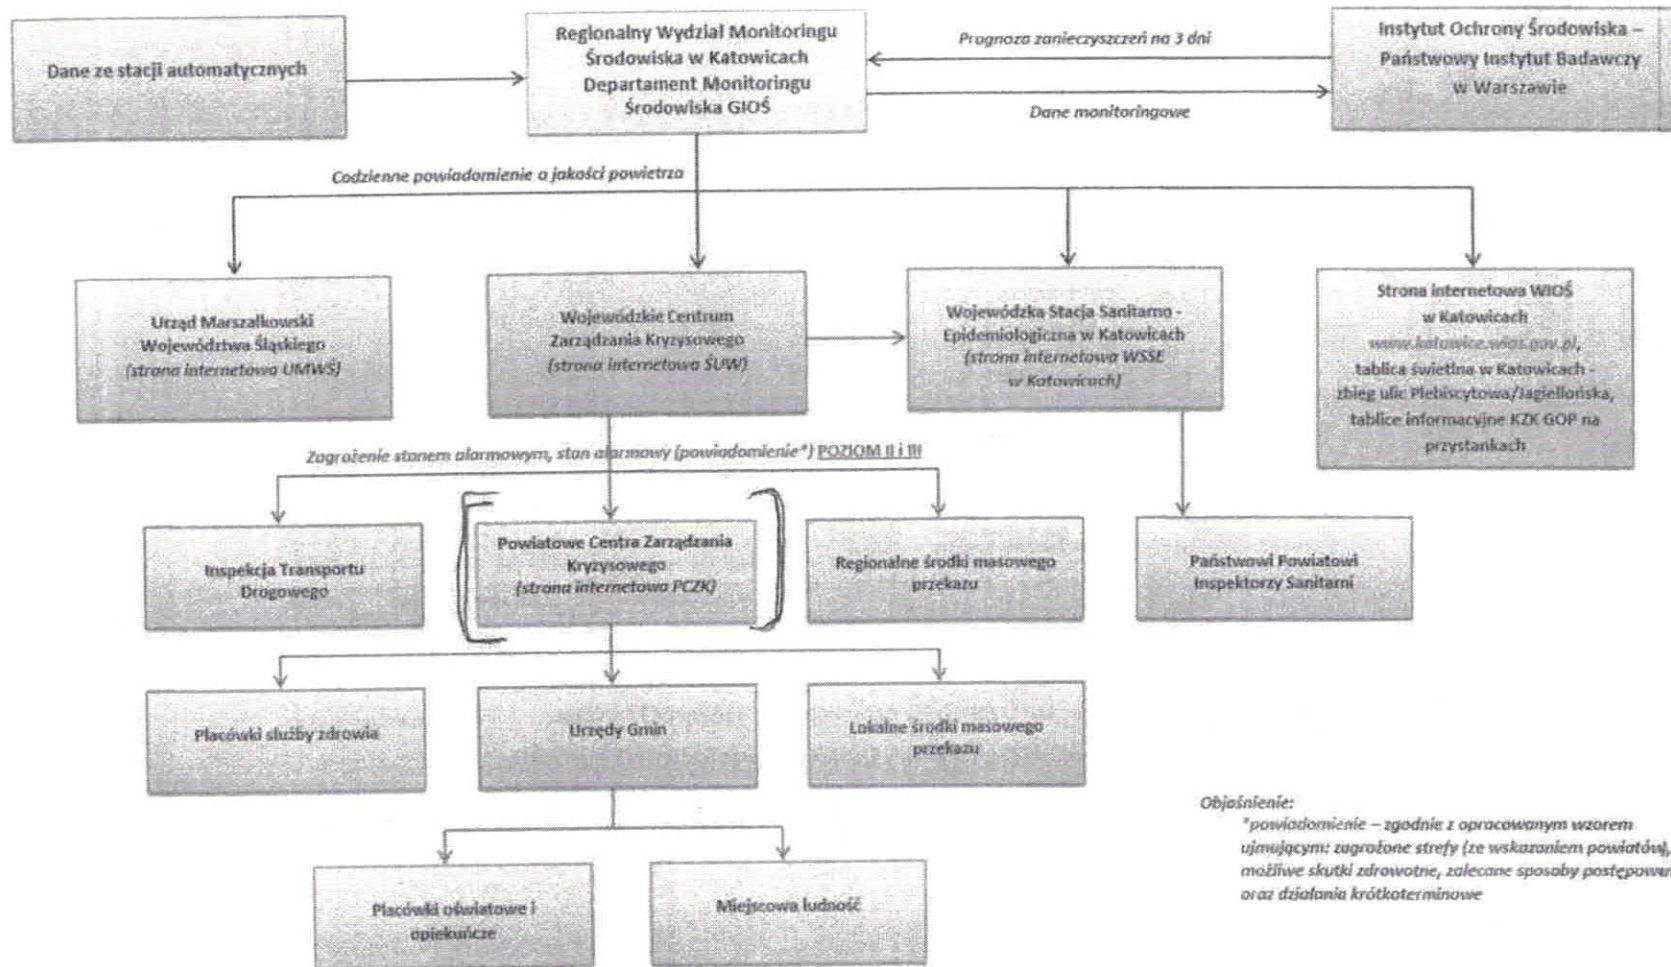 Dane ze stacji automatycznych
Regionalny Wydział Monitoringu
Środowiska w Katowicach
Departament Monitoringu
Środowiska GIOŚ
Prognoza zanieczyszczeń na 3 dni
Dane monitoringowe
Instytut Ochrony Środowiska –
Państwowy Instytut Badawczy
w Warszawie
Codzienne powiadomienie o jakości powietrza
Urząd Marszałkowski
Województwa Śląskiego
(strona internetowa UMWŚ)
Wojewódzkie Centrum
Zarządzania Kryzysowego
(strona internetowa ŚUW)
Wojewódzka Stacja Sanitarno -
Epidemiologiczna w Katowicach
(strona internetowa WSSE
w Katowicach)
Strona internetowa WIOŚ
w Katowicach
www.katowice.wios.gov.pl,
tablica świetlna w Katowicach -
zbieg ulic Plebiscytowa/Jagiellońska,
tablice informacyjne KZK GOP na
przystankach
Zagrożenie stanem alarmowym, stan alarmowy (powiadomienie*) POZIOM II i III
Inspekcja Transportu
Drogowego
Powiatowe Centra Zarządzania
Kryzysowego
(strona internetowa PCZK)
Regionalne środki masowego
przekazu
Państwowi Powiatowi
Inspektorzy Sanitarni
Placówki służby zdrowia
Urzędy Gmin
Lokalne środki masowego
przekazu
Placówki oświatowe i
opiekuńcze
Miejscowa ludność
Objaśnienie:
*powiadomienie – zgodnie z opracowanym wzorem
ujmującym: zagrożone strefy (ze wskazaniem powiatów),
możliwe skutki zdrowotne, zalecane sposoby
oraz działania krótkoterminowe